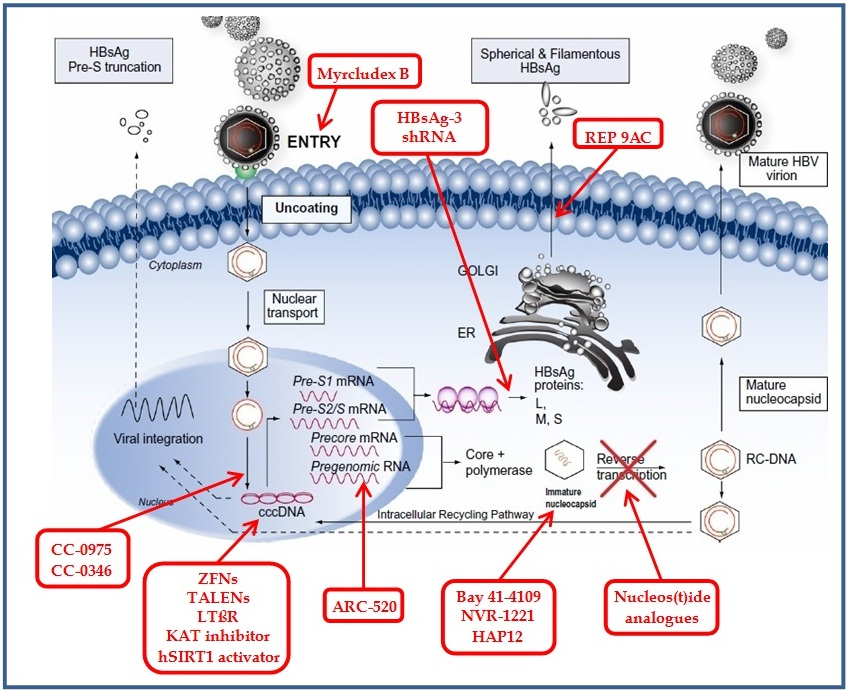 HBsAg
Pre-S truncation
Myrcludex B
ENTRY
HBsAg-3
shRNA
Spherical & Filamentous
HBsAg
REP 9AC
Mature HBV
virion
Uncoating
Cytoplasm
Nuclear
transport
GOLGI
ER
HBsAg
proteins:
L,
M, S
Mature
nucleocapsid
Pre-S1 mRNA
Pre-S2/S mRNA
Precore mRNA
Pregenomic RNA
Viral integration
Core +
polymerase
Reverse
transcription
RC-DNA
Immature
nucleocapsid
Nucleus
cccDNA
Intracellular Recycling Pathway
CC-0975
CC-0346
ZFNs
TALENs
LTßR
KAT inhibitor
hSIRT1 activator
ARC-520
Bay 41-4109
NVR-1221
HAP12
Nucleos(t)ide
analogues